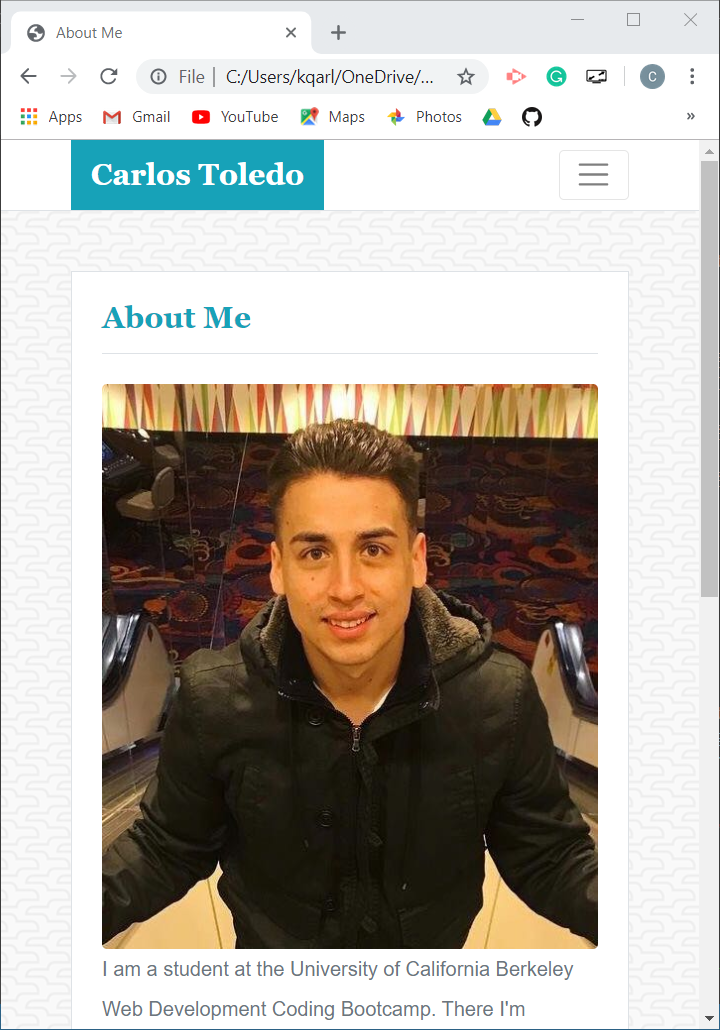 About Me
File | C:/Users/kqarl/OneDrive/...
C
Apps Gmail YouTube Maps Photos »
Carlos Toledo
About Me
I am a student at the University of California Berkeley
Web Development Coding Bootcamp. There I'm